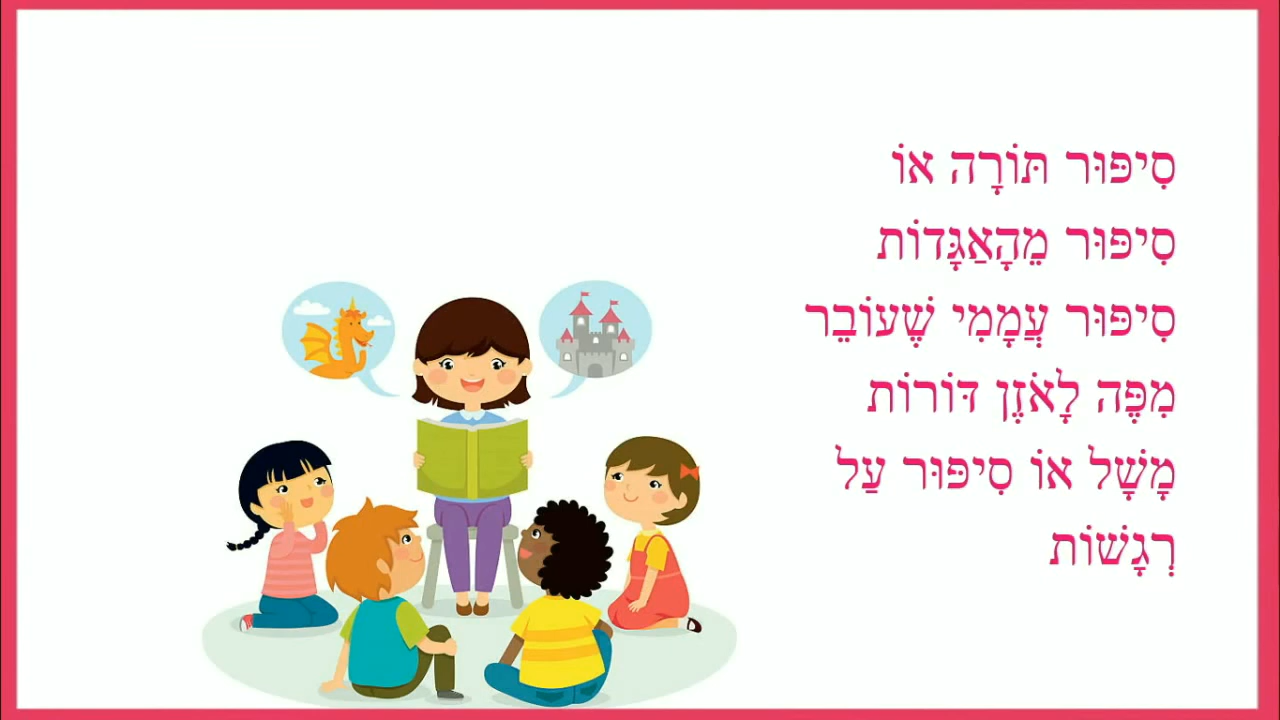 סִיפּוּר תּוֹרָה אוֹ
סִיפּוּר מֵהָאַגָּדוֹת
סִיפּוּר עֲמָמִי שֶׁעוֹבֵר
מִפֶּה לָאֹזֶן דּוֹרוֹת
מָשָׁל אוֹ סִיפּוּר עַל
רְגָשׁוֹת